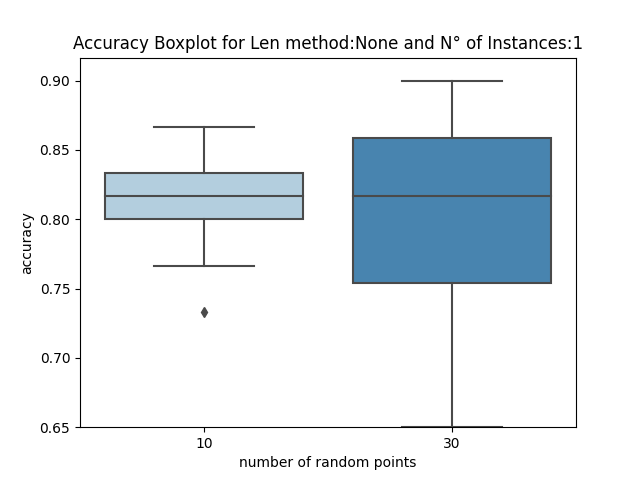 Accuracy Boxplot for Len method:None and N° of Instances:1
0.90
0.85
0.80
0.75
0.70
0.65
accuracy
10 30
number of random points